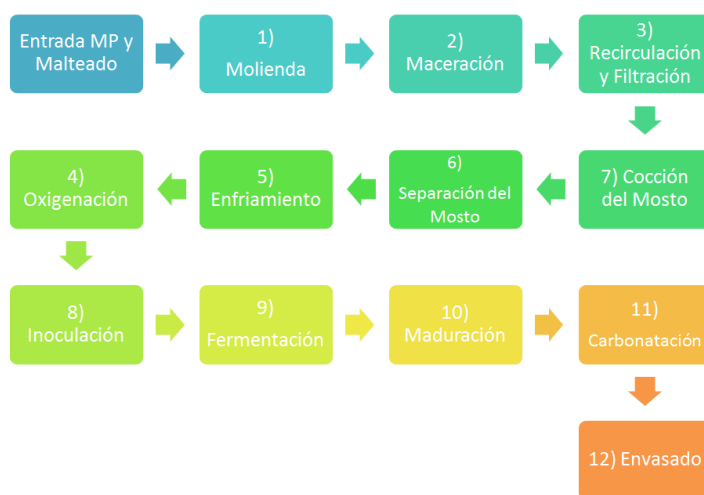 Entrada MP y
Malteado
1)
Molienda
2)
Maceración
3)
Recirculación
y Filtración
4)
Oxigenación
5)
Enfriamiento
6)
Separación del
Mosto
7) Cocción
del Mosto
8)
Inoculación
9)
Fermentación
10)
Maduración
11)
Carbonatación
12) Envasado